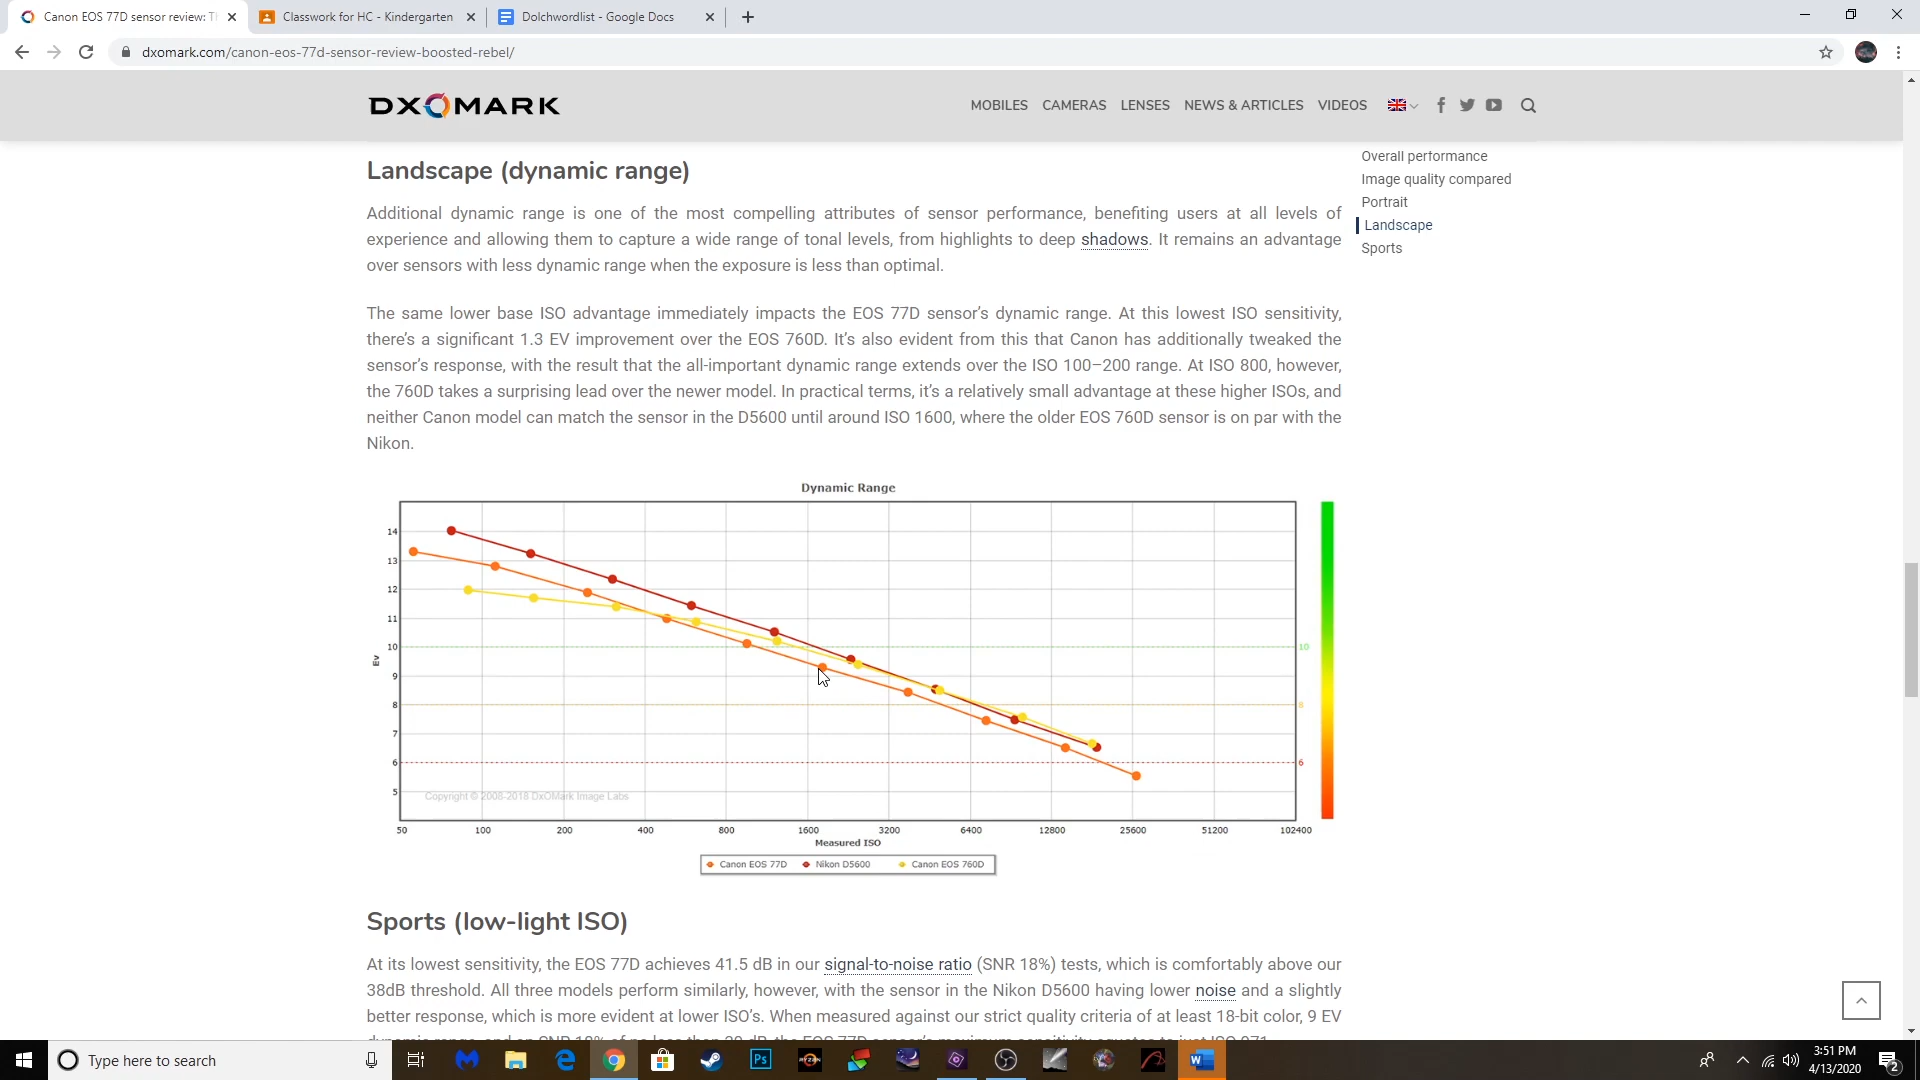 Canon EOS 77D sensor review: T
Classwork for HC - Kindergarten
Dolchwordlist - Google Docs
dxomark.com/canon-eos-77d-sensor-review-boosted-rebel/
DXOMARK
MOBILES CAMERAS LENSES NEWS & ARTICLES VIDEOS
Overall performance
Image quality compared
Portrait
Landscape
Sports
Landscape (dynamic range)
Additional dynamic range is one of the most compelling attributes of sensor performance, benefiting users at all levels of
experience and allowing them to capture a wide range of tonal levels, from highlights to deep shadows. It remains an advantage
over sensors with less dynamic range when the exposure is less than optimal.
The same lower base ISO advantage immediately impacts the EOS 77D sensor’s dynamic range. At this lowest ISO sensitivity,
there’s a significant 1.3 EV improvement over the EOS 760D. It’s also evident from this that Canon has additionally tweaked the
sensor’s response, with the result that the all-important dynamic range extends over the ISO 100–200 range. At ISO 800, however,
the 760D takes a surprising lead over the newer model. In practical terms, it’s a relatively small advantage at these higher ISOs, and
neither Canon model can match the sensor in the D5600 until around ISO 1600, where the older EOS 760D sensor is on par with the
Nikon.
Dynamic Range
14
13
12
11
10
9
8
7
6
5
Ev
10
8
6
Copyright © 2008-2018 DxOMark Image Labs
50 100 200 400 800 1600 3200 6400 12800 25600 51200 102400
Measured ISO
Canon EOS 77D Nikon D5600 Canon EOS 760D
Sports (low-light ISO)
At its lowest sensitivity, the EOS 77D achieves 41.5 dB in our signal-to-noise ratio (SNR 18%) tests, which is comfortably above our
38dB threshold. All three models perform similarly, however, with the sensor in the Nikon D5600 having lower noise and a slightly
better response, which is more evident at lower ISO’s. When measured against our strict quality criteria of at least 18-bit color, 9 EV
Type here to search
Ps
RYZEN
W
3:51 PM
4/13/2020
2